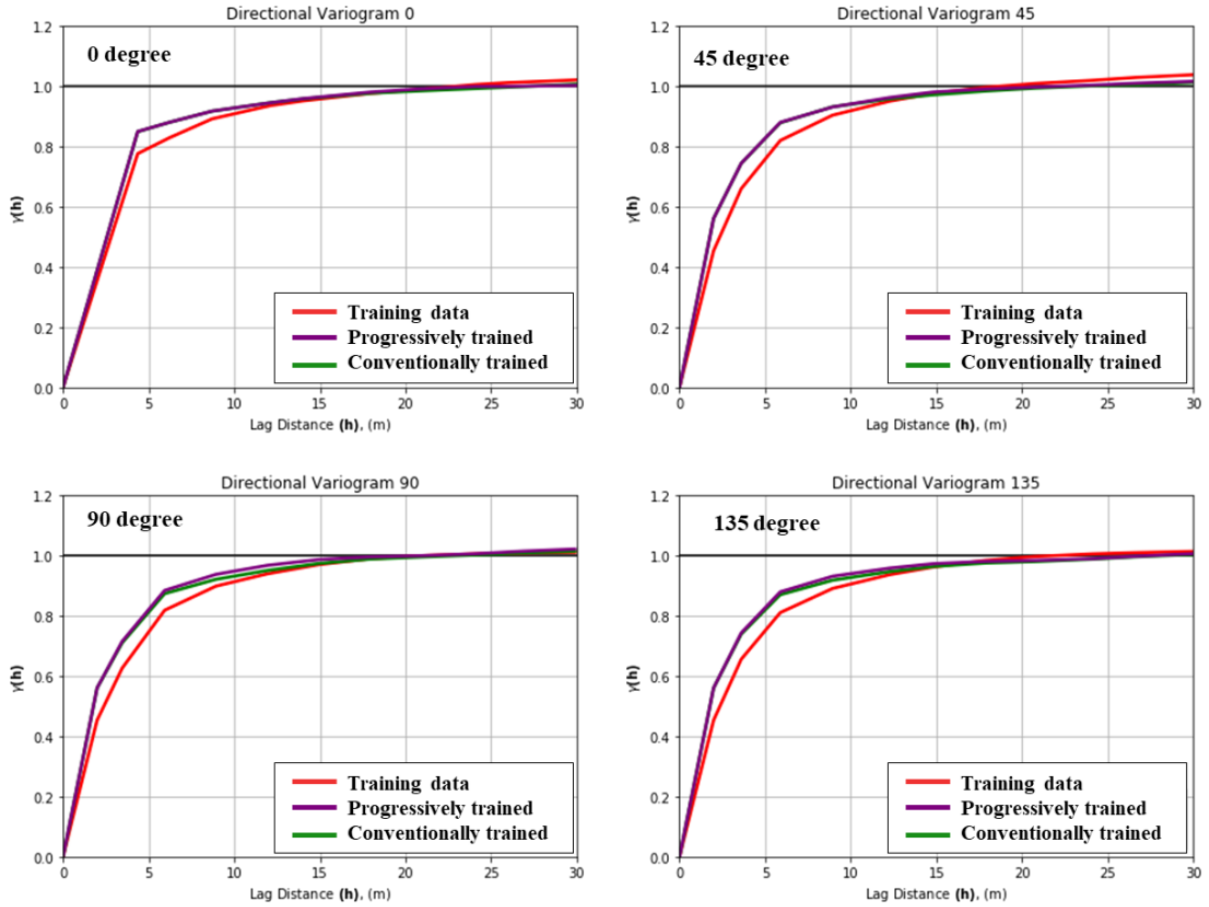 Directional Variogram 0
0 degree
γ(h)
1.2
1.0
0.8
0.6
0.4
0.2
0.0
Training data
Progressively trained
Conventionally trained
0 5 10 15 20 25 30
Lag Distance (h), (m)
Directional Variogram 45
45 degree
γ(h)
1.2
1.0
0.8
0.6
0.4
0.2
0.0
Training data
Progressively trained
Conventionally trained
0 5 10 15 20 25 30
Lag Distance (h), (m)
Directional Variogram 90
90 degree
γ(h)
1.2
1.0
0.8
0.6
0.4
0.2
0.0
Training data
Progressively trained
Conventionally trained
0 5 10 15 20 25 30
Lag Distance (h), (m)
Directional Variogram 135
135 degree
γ(h)
1.2
1.0
0.8
0.6
0.4
0.2
0.0
Training data
Progressively trained
Conventionally trained
0 5 10 15 20 25 30
Lag Distance (h), (m)